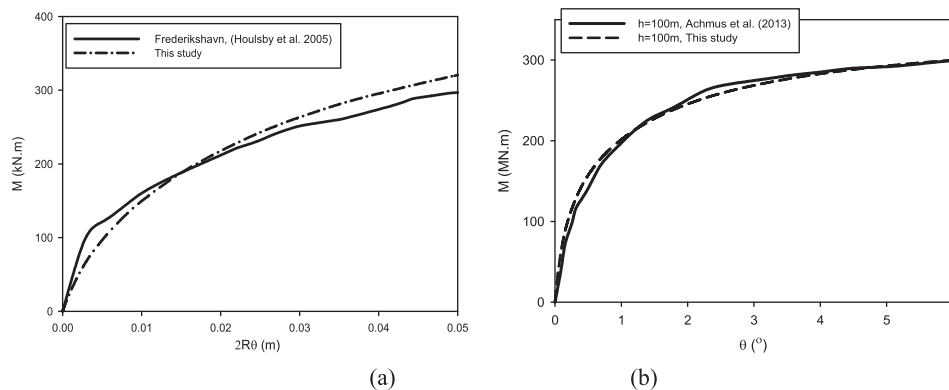 400
300
200
100
0
M (kN.m)
Frederikshavn, (Houlsby et al. 2005)
This study
0.00 0.01 0.02 0.03 0.04 0.05
2Rθ (m)
(a)
300
200
100
0
M (MN.m)
h=100m, Achmus et al. (2013)
h=100m, This study
0 1 2 3 4 5
θ (°)
(b)